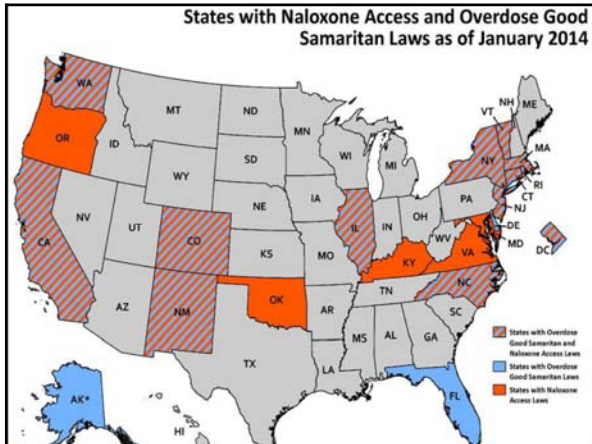 States with Naloxone Access and Overdose Good
Samaritan Laws as of January 2014
WA
MT
ND
MN
VT
NH
ME
OR
ID
SD
WI
MI
NY
MA
WY
RI
CT
NV
UT
NE
IA
PA
NJ
DE
CA
CO
IL
IN
OH
WV
MD
DC
KS
MO
KY
VA
AZ
NM
OK
AR
TN
NC
SC
TX
LA
MS
AL
GA
States with Overdose
Good Samaritan and
Naloxone Access Laws
States with Overdose
Good Samaritan Laws
States with Naloxone
Access Laws
AK*
HI
FL